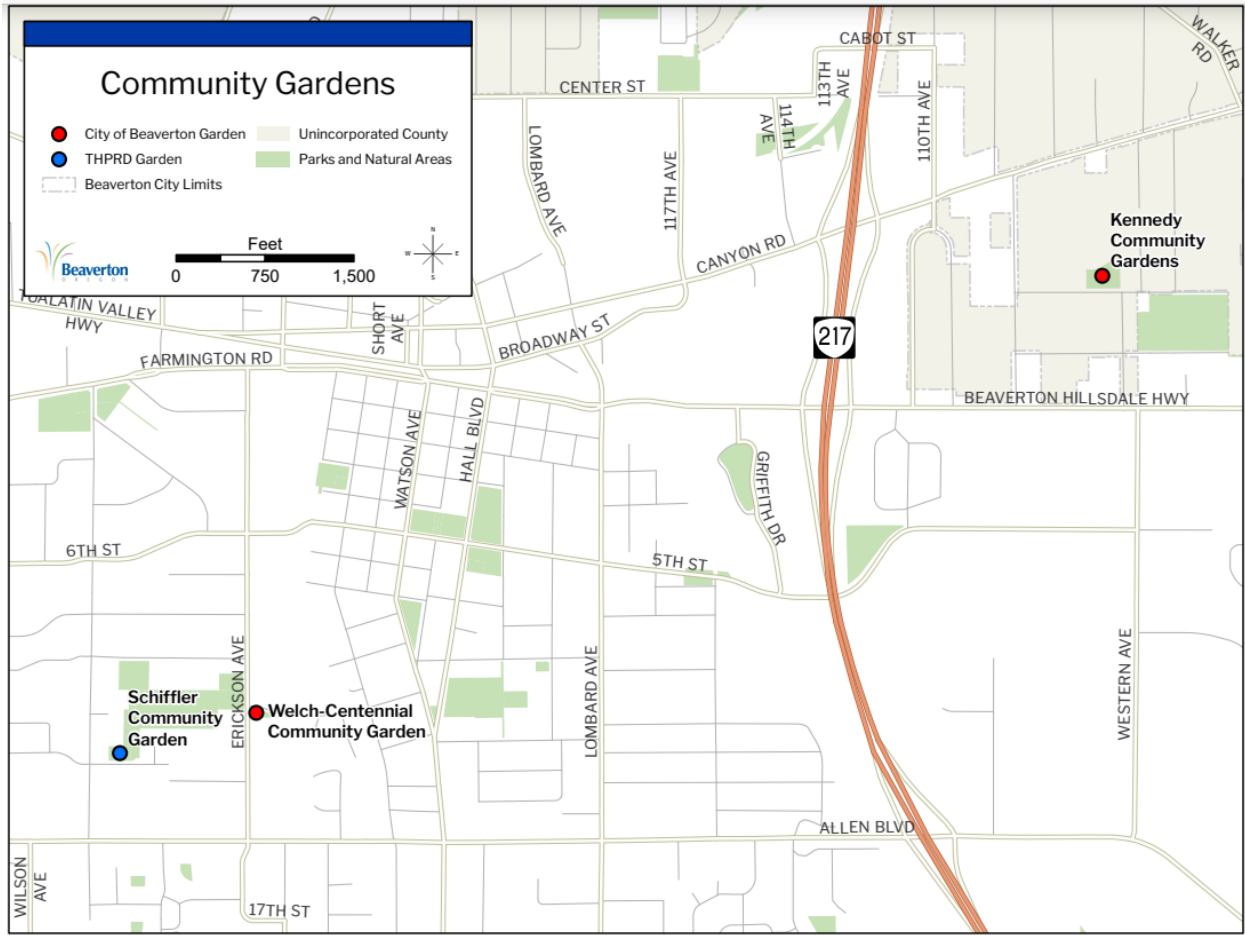 Community Gardens
City of Beaverton Garden
Unincorporated County
THPRD Garden
Parks and Natural Areas
Beaverton City Limits
Beaverton
OREGON
Feet
0 750 1,500
N
W E
S
CABOT ST
WALKER
RD
CENTER ST
113TH
AVE
114TH
AVE
110TH AVE
LOMBARD AVE
117TH AVE
CANYON RD
Kennedy
Community
Gardens
TUALATIN VALLEY
HWY
SHORT
AVE
BROADWAY ST
217
FARMINGTON RD
BEAVERTON HILLSDALE HWY
WATSON AVE
HALL BLVD
GRIFFITH DR
6TH ST
5TH ST
ERICKSON AVE
LOMBARD AVE
WESTERN AVE
Schiffler
Community
Garden
Welch-Centennial
Community Garden
ALLEN BLVD
WILSON
AVE
17TH ST